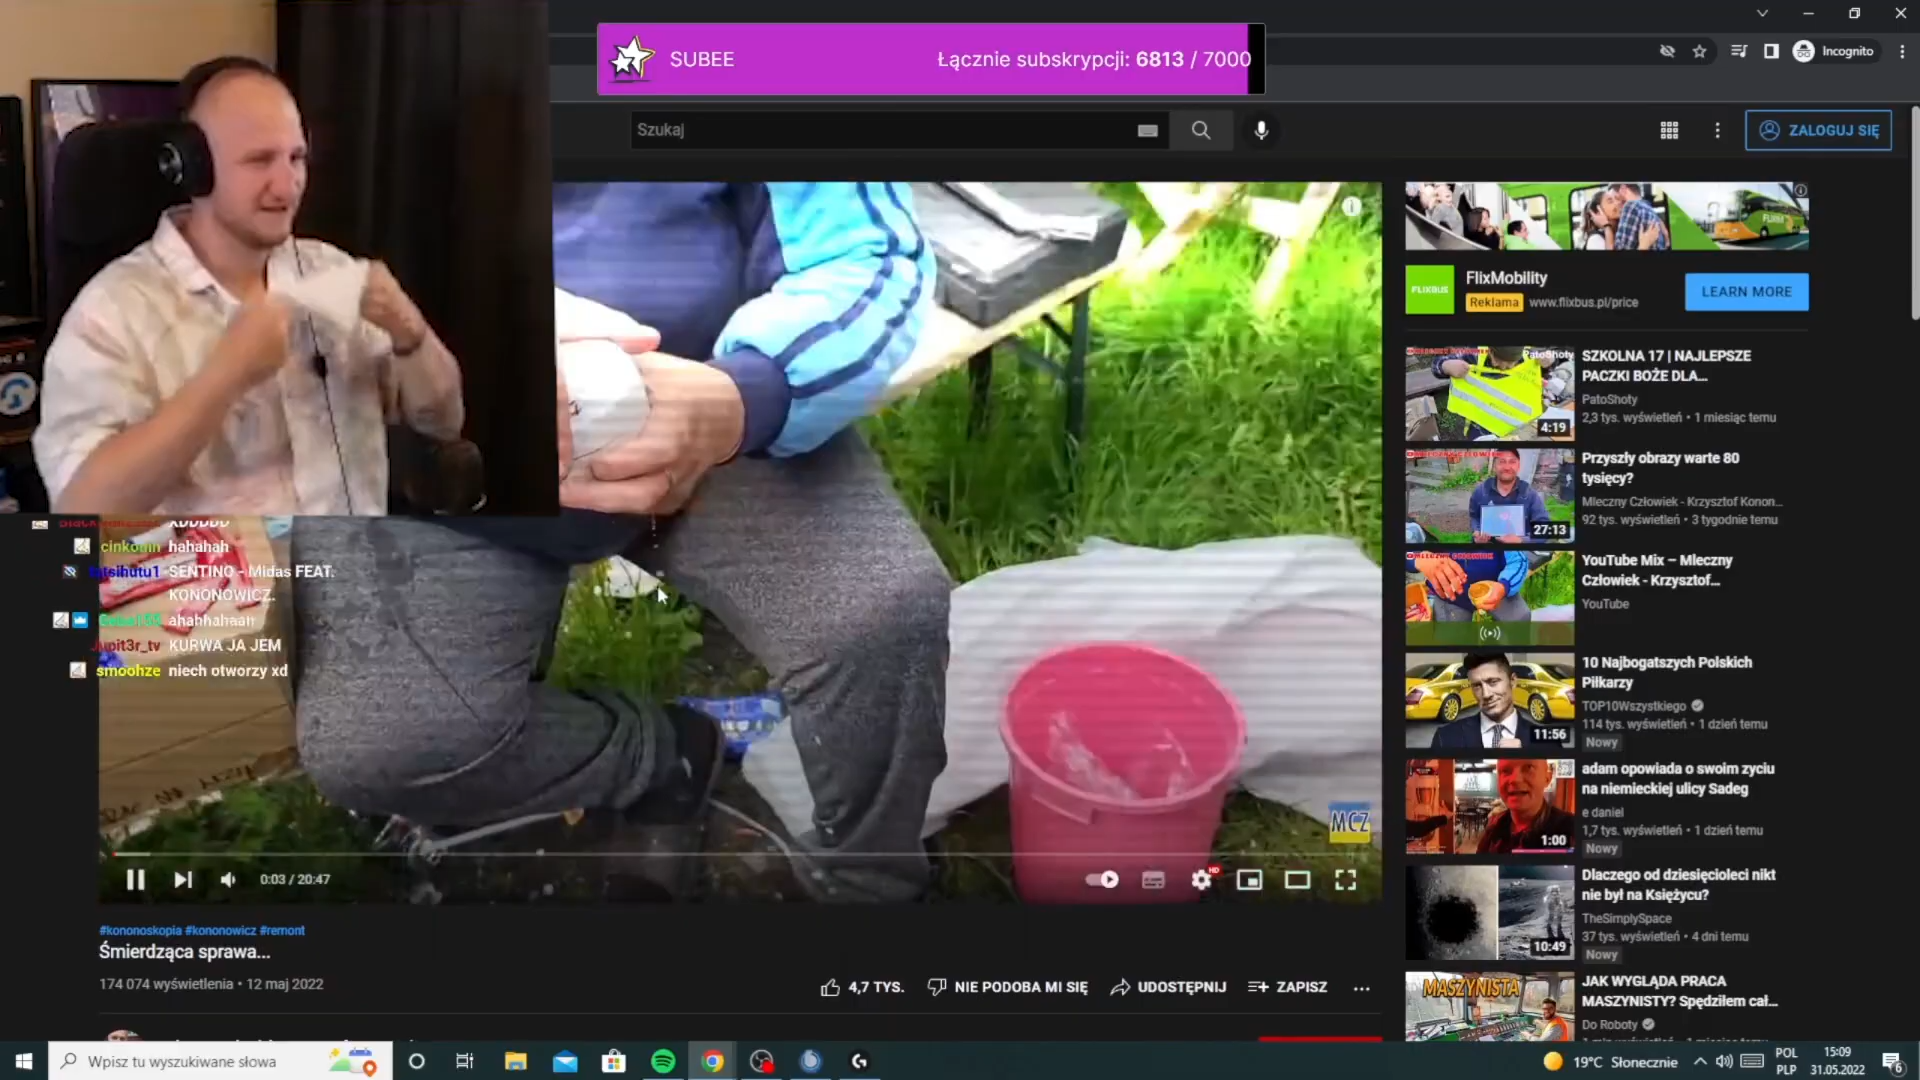 SUBEE
Łącznie subskrypcji: 6813 / 7000
Incognito
Szukaj
ZALOGUJ SIĘ
FLIXBUS
FlixMobility
Reklama www.flixbus.pl/price
LEARN MORE
PatoShoty
4:19
SZKOLNA 17 | NAJLEPSZE
PACZKI BOŻE DLA...
PatoShoty
2,3 tys. wyświetleń • 1 miesiąc temu
27:13
Przyszły obrazy warte 80
tysięcy?
Mleczny Człowiek - Krzysztof Konon...
92 tys. wyświetleń • 3 tygodnie temu
YouTube Mix – Mleczny
Człowiek - Krzysztof...
YouTube
11:56
10 Najbogatszych Polskich
Piłkarzy
TOP10Wszystkiego
114 tys. wyświetleń • 1 dzień temu
Nowy
1:00
adam opowiada o swoim zyciu
na niemieckiej ulicy Sadeg
e daniel
1,7 tys. wyświetleń • 1 dzień temu
Nowy
10:49
Dlaczego od dziesięcioleci nikt
nie był na Księżycu?
TheSimplySpace
37 tys. wyświetleń • 4 dni temu
Nowy
MASZYNISTA
JAK WYGLĄDA PRACA
MASZYNISTY? Spędziłem cał...
Do Roboty
XDDDDD
cinkoain hahahah
SENTINO - Midas FEAT.
KONONOWICZ.
ahahhahaah
Jupit3r_tv KURWA JA JEM
smoohze niech otworzy xd
MCZ
0:03 / 20:47
HD
#kononoskopia #kononowicz #remont
Śmierdząca sprawa...
174 074 wyświetlenia • 12 maj 2022
4,7 TYS.
NIE PODOBA MI SIĘ
UDOSTĘPNIJ
ZAPISZ
Wpisz tu wyszukiwane słowa
19°C Słonecznie
POL
PLP
15:09
31.05.2022
6